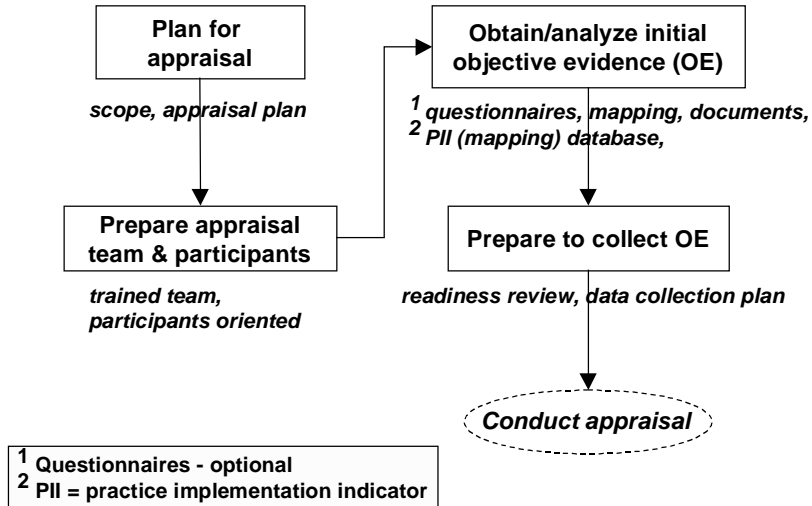 Plan for
appraisal
scope, appraisal plan
Prepare appraisal
team & participants
trained team,
participants oriented
Obtain/analyze initial
objective evidence (OE)
1 questionnaires, mapping, documents,
2 PII (mapping) database,
Prepare to collect OE
readiness review, data collection plan
Conduct appraisal
1 Questionnaires - optional
2 PII = practice implementation indicator